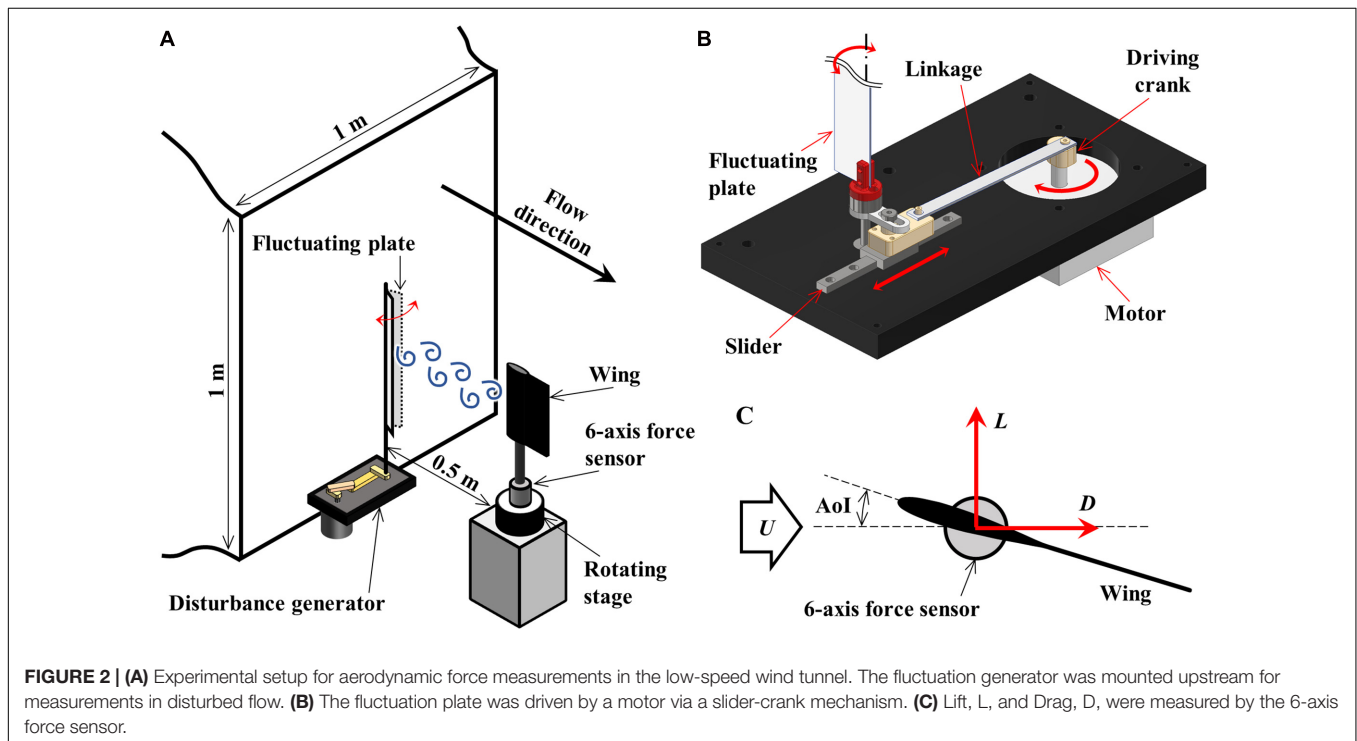 A
1 m
Flow
direction
Fluctuating plate
1 m
Wing
6-axis force
sensor
0.5 m
Rotating
stage
Disturbance generator
B
Linkage
Driving
crank
Fluctuating
plate
Motor
Slider
C
L
AoI
D
U
Wing
6-axis force sensor
FIGURE 2 | (A) Experimental setup for aerodynamic force measurements in the low-speed wind tunnel. The fluctuation generator was mounted upstream for
measurements in disturbed flow. (B) The fluctuation plate was driven by a motor via a slider-crank mechanism. (C) Lift, L, and Drag, D, were measured by the 6-axis
force sensor.